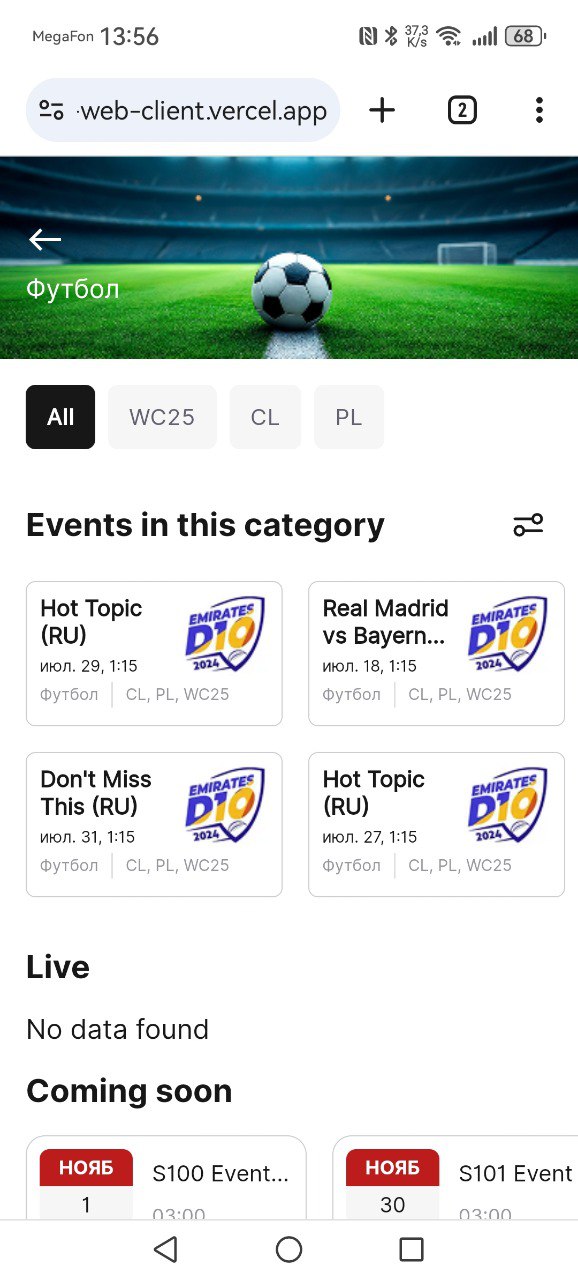 MegaFon 13:56 37,3 K/s 68
-web-client.vercel.app 2
Футбол
All WC25 CL PL
Events in this category
Hot Topic
(RU)
июл. 29, 1:15
Футбол CL, PL, WC25
EMIRATES
D10
2024
Real Madrid
vs Bayern...
июл. 18, 1:15
Футбол CL, PL, WC25
EMIRATES
D10
2024
Don't Miss
This (RU)
июл. 31, 1:15
Футбол CL, PL, WC25
EMIRATES
D10
2024
Hot Topic
(RU)
июл. 27, 1:15
Футбол CL, PL, WC25
EMIRATES
D10
2024
Live
No data found
Coming soon
НОЯБ
1
S100 Event...
03:00
НОЯБ
30
S101 Event
03:00